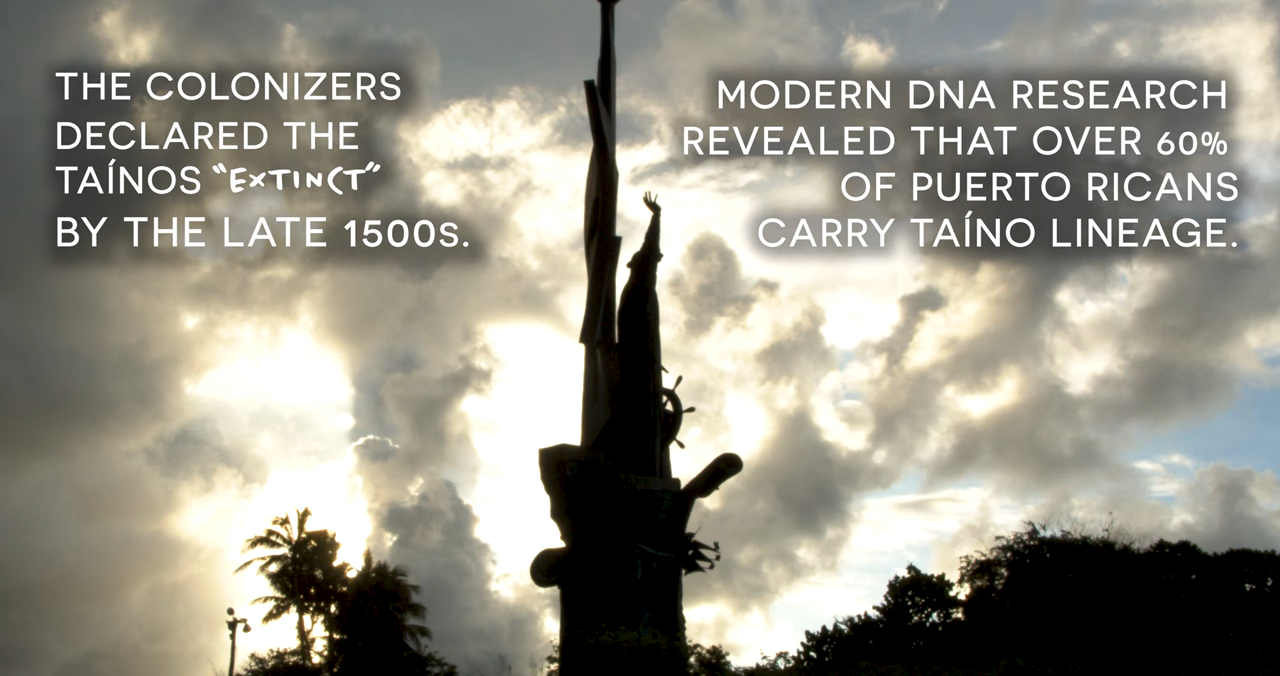 THE COLONIZERS
DECLARED THE
TAÍNOS “EXTINCT”
BY THE LATE 1500s.
MODERN DNA RESEARCH
REVEALED THAT OVER 60%
OF PUERTO RICANS
CARRY TAÍNO LINEAGE.